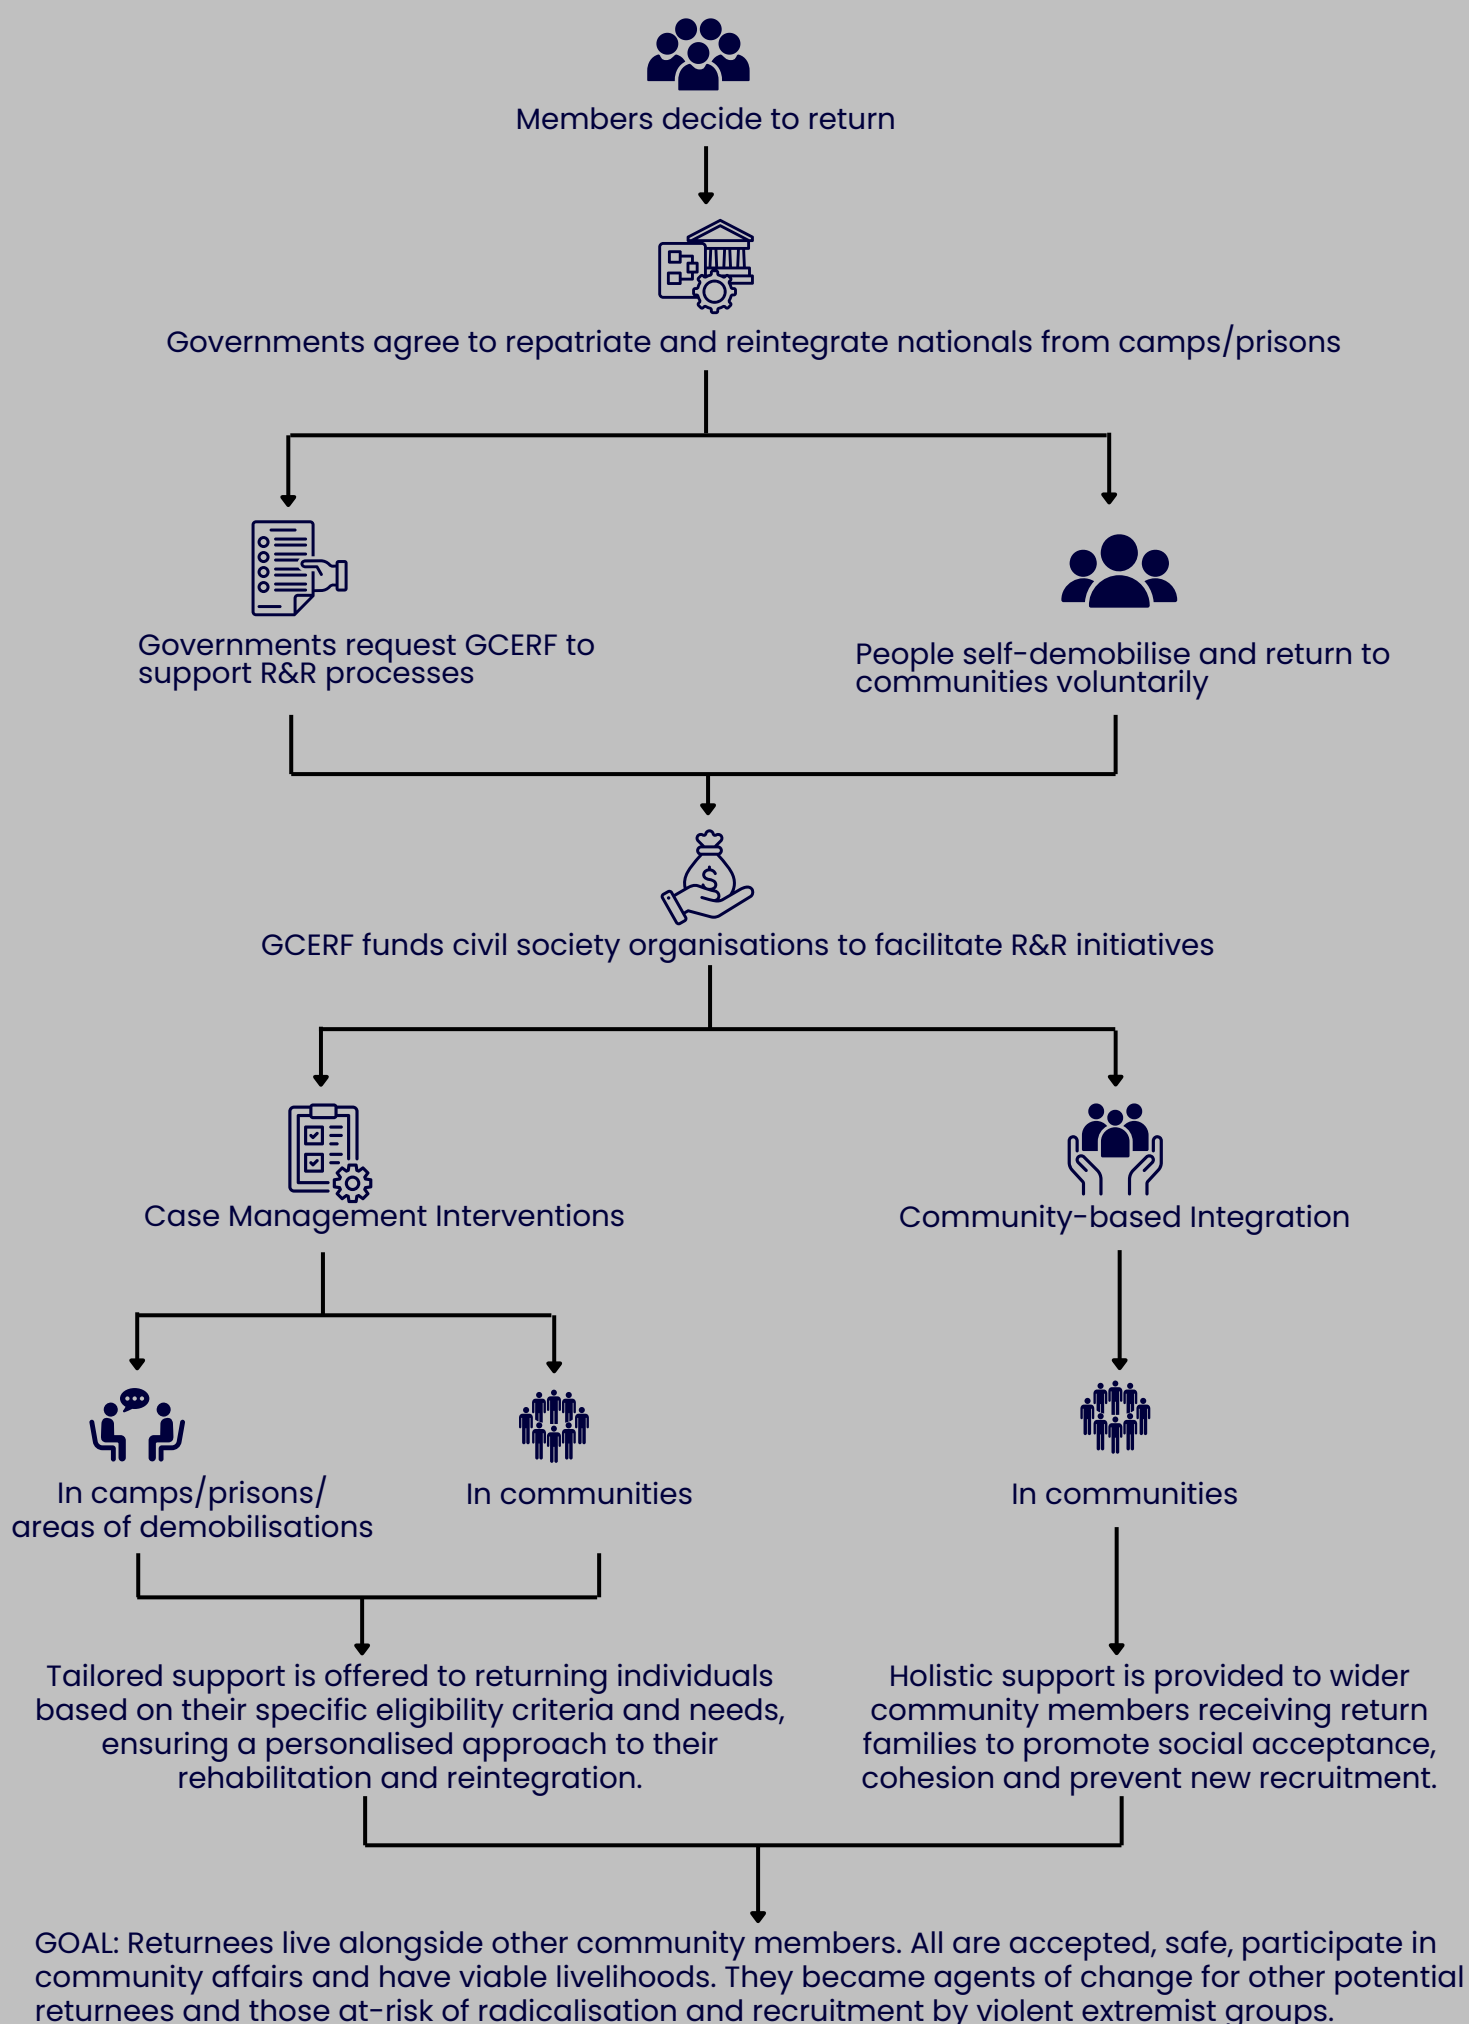 Members decide to return
Governments agree to repatriate and reintegrate nationals from camps/prisons
Governments request GCERF to
support R&R processes
People self-demobilise and return to
communities voluntarily
$
GCERF funds civil society organisations to facilitate R&R initiatives
Case Management Interventions
Community-based Integration
In camps/prisons/
areas of demobilisations
In communities
In communities
Tailored support is offered to returning individuals
based on their specific eligibility criteria and needs,
ensuring a personalised approach to their
rehabilitation and reintegration.
Holistic support is provided to wider
community members receiving return
families to promote social acceptance,
cohesion and prevent new recruitment.
GOAL: Returnees live alongside other community members. All are accepted, safe, participate in
community affairs and have viable livelihoods. They became agents of change for other potential
returnees and those at-risk of radicalisation and recruitment by violent extremist groups.